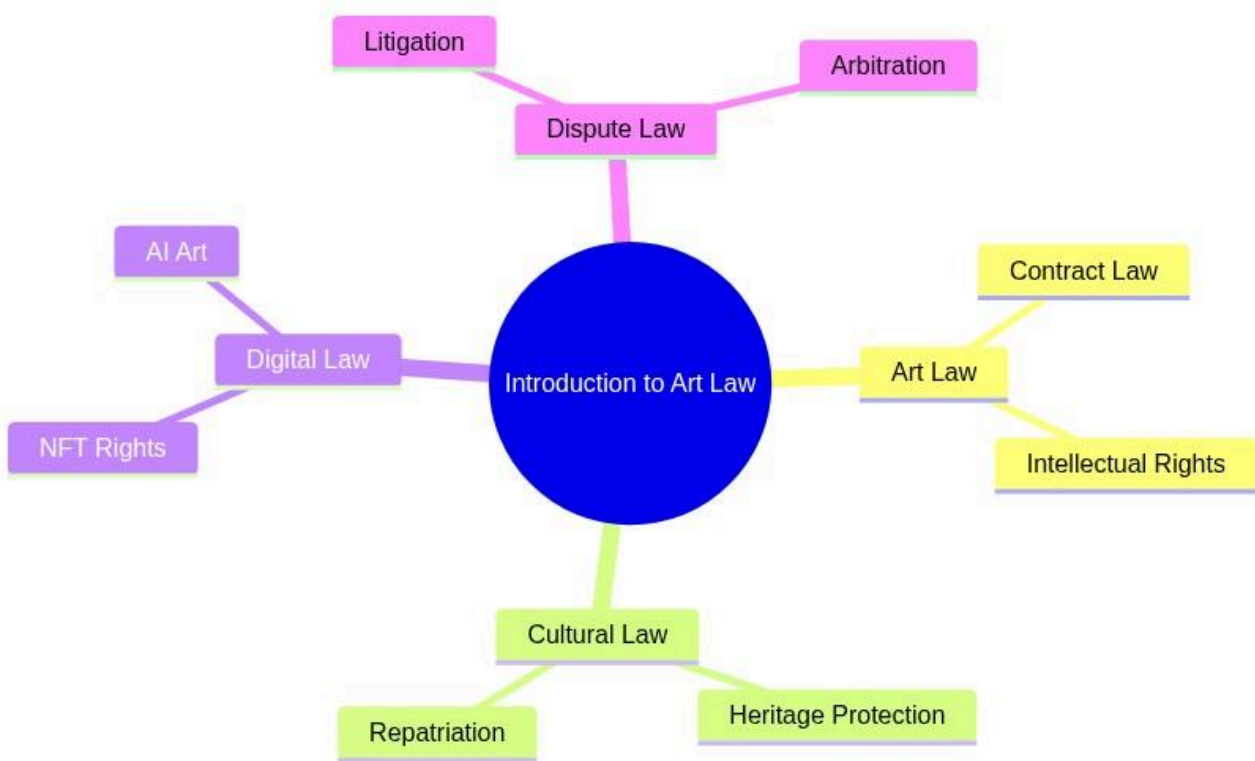 Litigation
Arbitration
Dispute Law
AI Art
Contract Law
Digital Law
Introduction to Art Law
Art Law
NFT Rights
Intellectual Rights
Cultural Law
Repatriation
Heritage Protection